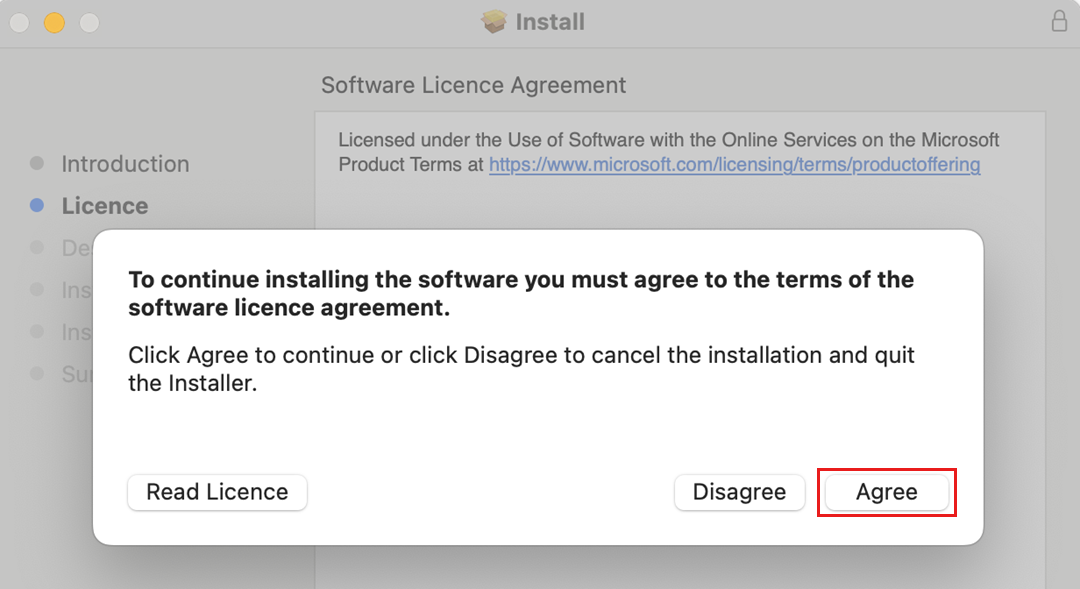 Install
Software Licence Agreement
Licensed under the Use of Software with the Online Services on the Microsoft
Product Terms at https://www.microsoft.com/licensing/terms/productoffering
Introduction
Licence
De
Ins
Ins
Su
To continue installing the software you must agree to the terms of the
software licence agreement.
Click Agree to continue or click Disagree to cancel the installation and quit
the Installer.
Read Licence
Disagree
Agree